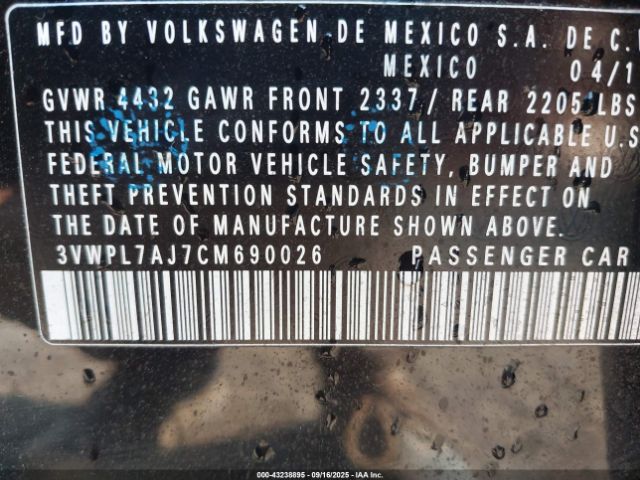 MFD BY VOLKSWAGEN DE MEXICO S.A. DE C.
MEXICO 04/1
GVWR 4432 GAWR FRONT 2337/ REAR 2205 LBS
THIS VEHICLE CONFORMS TO ALL APPLICABLE U.S
FEDERAL MOTOR VEHICLE SAFETY, BUMPER AND
THEFT PREVENTION STANDARDS IN EFFECT ON
THE DATE OF MANUFACTURE SHOWN ABOVE.
3VWPL7AJ7CM690026 PASSENGER CAR
000-43238895 - 09/16/2025 - IAA Inc.